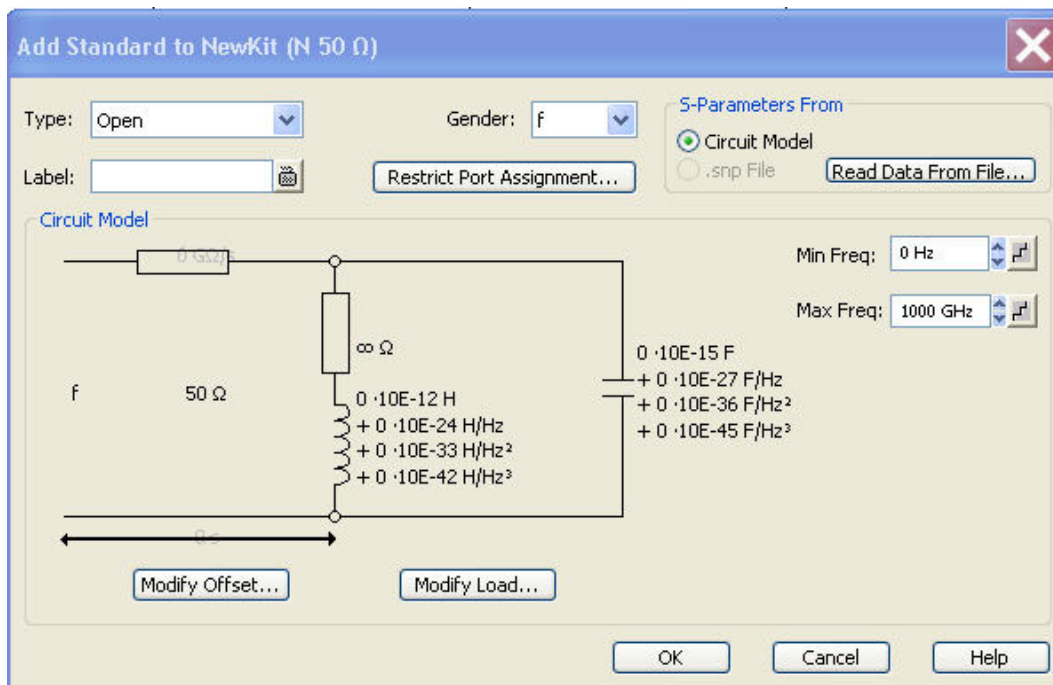 Add Standard to NewKit (N 50 Ω)
Type: Open
Gender: f
S-Parameters From
Circuit Model
.snp File
Read Data From File...
Label:
Restrict Port Assignment...
Circuit Model
0 GΩ/s
Min Freq: 0 Hz
Max Freq: 1000 GHz
∞ Ω
f
50 Ω
0 ·10E-12 H
+ 0 ·10E-24 H/Hz
+ 0 ·10E-33 H/Hz²
+ 0 ·10E-42 H/Hz³
0 ·10E-15 F
+ 0 ·10E-27 F/Hz
+ 0 ·10E-36 F/Hz²
+ 0 ·10E-45 F/Hz³
0 s
Modify Offset...
Modify Load...
OK
Cancel
Help